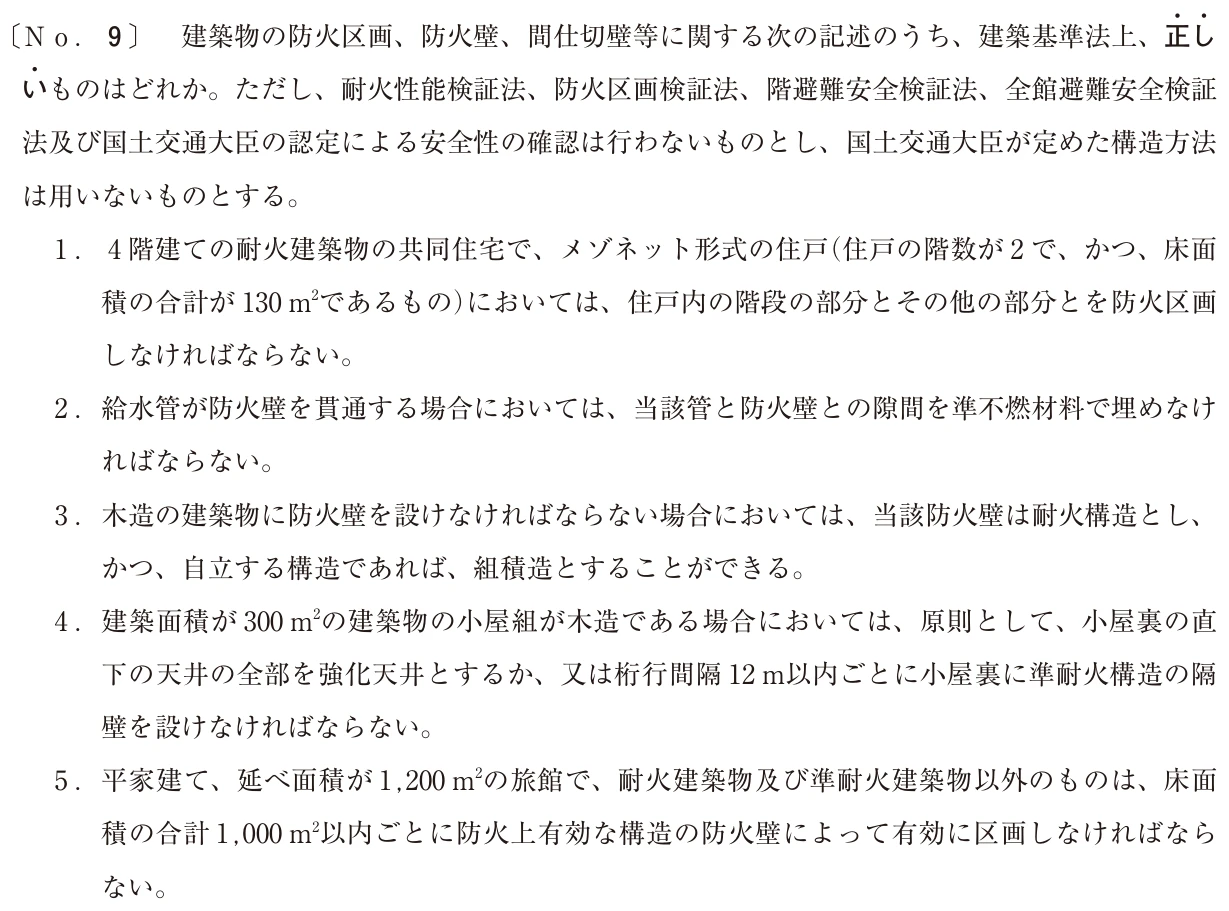 〔No. 9〕 建築物の防火区画、防火壁、間仕切壁等に関する次の記述のうち、建築基準法上、正し
いものはどれか。ただし、耐火性能検証法、防火区画検証法、階避難安全検証法、全館避難安全検証
法及び国土交通大臣の認定による安全性の確認は行わないものとし、国土交通大臣が定めた構造方法
は用いないものとする。
1. 4階建ての耐火建築物の共同住宅で、メゾネット形式の住戸(住戸の階数が2で、かつ、床面
積の合計が130 m²であるもの)においては、住戸内の階段の部分とその他の部分とを防火区画
しなければならない。
2. 給水管が防火壁を貫通する場合においては、当該管と防火壁との隙間を準不燃材料で埋めなけ
ればならない。
3. 木造の建築物に防火壁を設けなければならない場合においては、当該防火壁は耐火構造とし、
かつ、自立する構造であれば、組積造とすることができる。
4. 建築面積が300 m²の建築物の小屋組が木造である場合においては、原則として、小屋裏の直
下の天井の全部を強化天井とするか、又は桁行間隔12 m以内ごとに小屋裏に準耐火構造の隔
壁を設けなければならない。
5. 平家建て、延べ面積が1,200 m²の旅館で、耐火建築物及び準耐火建築物以外のものは、床面
積の合計1,000 m²以内ごとに防火上有効な構造の防火壁によって有効に区画しなければなら
ない。